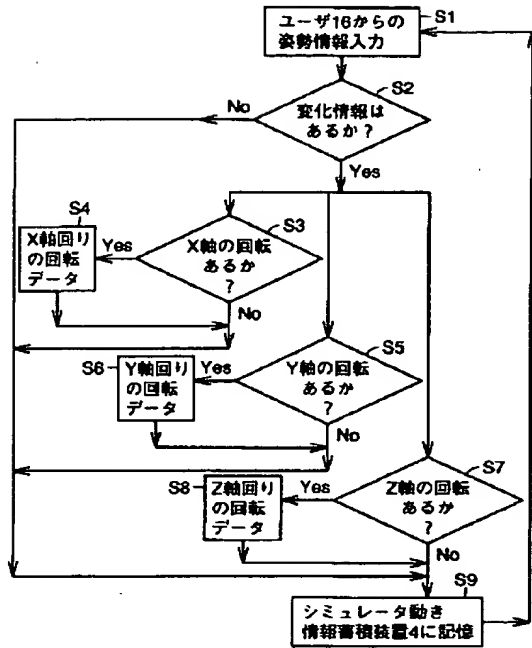 S1
ユーザ16からの
姿勢情報入力
S2
変化情報は
あるか?
No
Yes
S3
X軸の回転
あるか
?
Yes
No
S4
X軸回り
の回転
データ
S5
Y軸の回転
あるか
?
Yes
No
S6
Y軸回り
の回転
データ
S7
Z軸の回転
あるか
?
Yes
No
S8
Z軸回り
の回転
データ
S9
シミュレータ動き
情報蓄積装置4に記憶